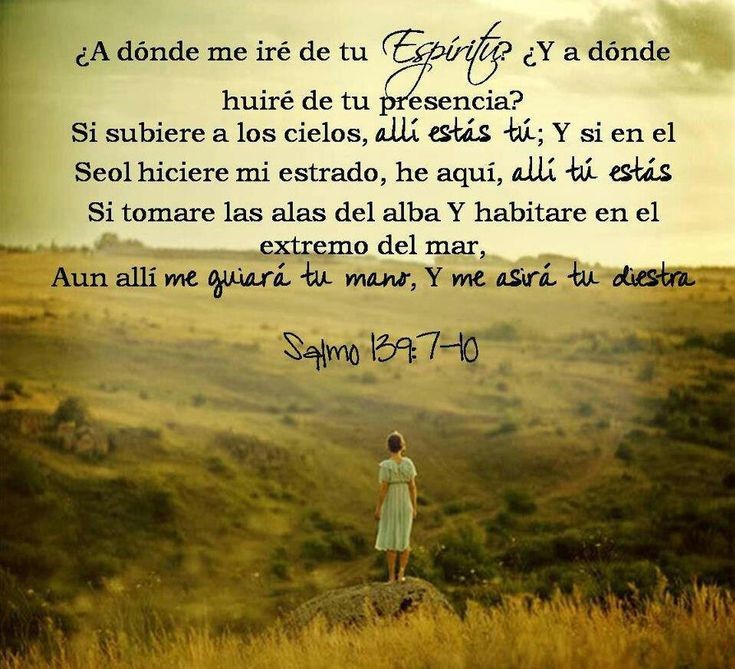 ¿A dónde me iré de tu Espíritu? ¿Y a dónde
huiré de tu presencia?
Si subiere a los cielos, allí estás tú; Y si en el
Seol hiciere mi estrado, he aquí, allí tú estás
Si tomare las alas del alba Y habitare en el
extremo del mar,
Aun allí me guiará tu mano, Y me asirá tu diestra
Salmo 139:7-10